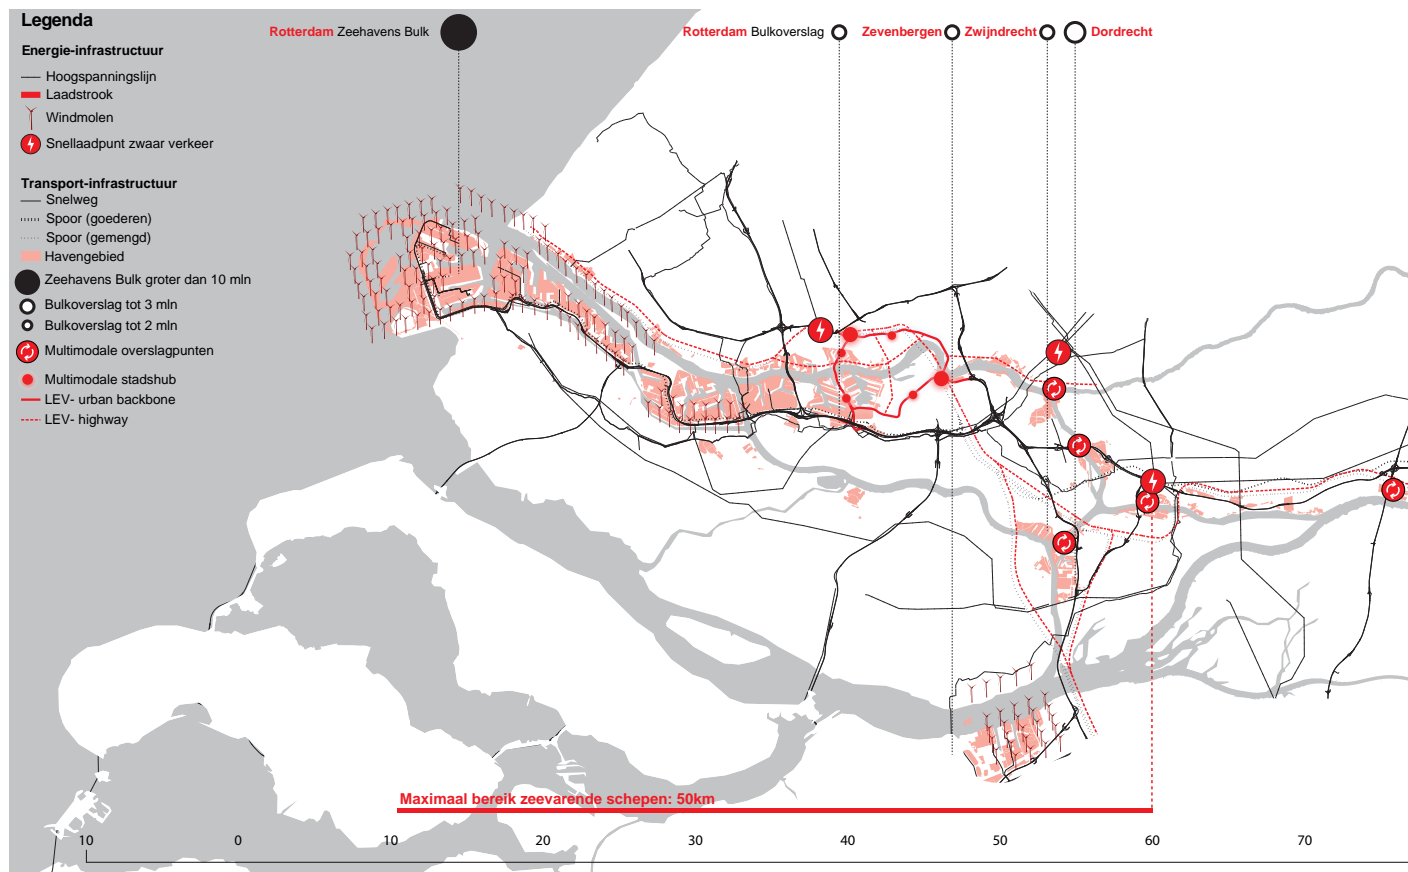 Legenda
Energie-infrastructuur
Hoogspanningslijn
Laadstrook
Windmolen
Snellaadpunt zwaar verkeer
Transport-infrastructuur
Snelweg
Spoor (goederen)
Spoor (gemengd)
Havengebied
Zeehavens Bulk groter dan 10 mln
Bulkoverslag tot 3 mln
Bulkoverslag tot 2 mln
Multimodale overslagpunten
Multimodale stadshub
LEV- urban backbone
LEV- highway
Rotterdam Zeehavens Bulk
Rotterdam Bulkoverslag
Zevenbergen
Zwijndrecht
Dordrecht
Maximaal bereik zeevarende schepen: 50km
10 0 10 20 30 40 50 60 70